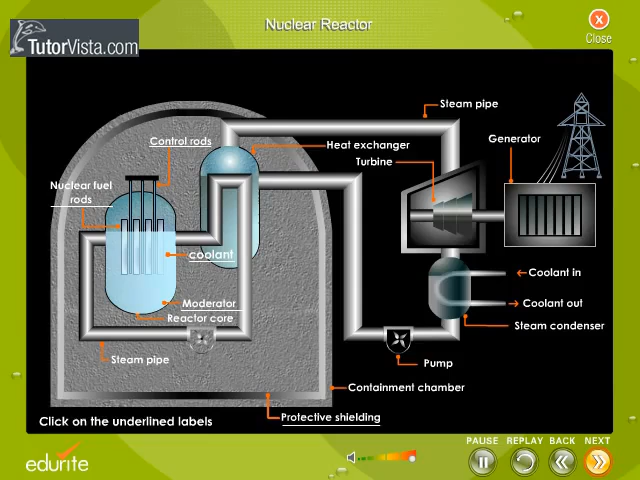 Nuclear Reactor
Close
TutorVista.com
Steam pipe
Control rods
Heat exchanger
Generator
Turbine
Nuclear fuel
rods
coolant
Coolant in
Moderator
Coolant out
Reactor core
Steam condenser
Steam pipe
Pump
Containment chamber
Click on the underlined labels
Protective shielding
edurite
PAUSE REPLAY BACK NEXT